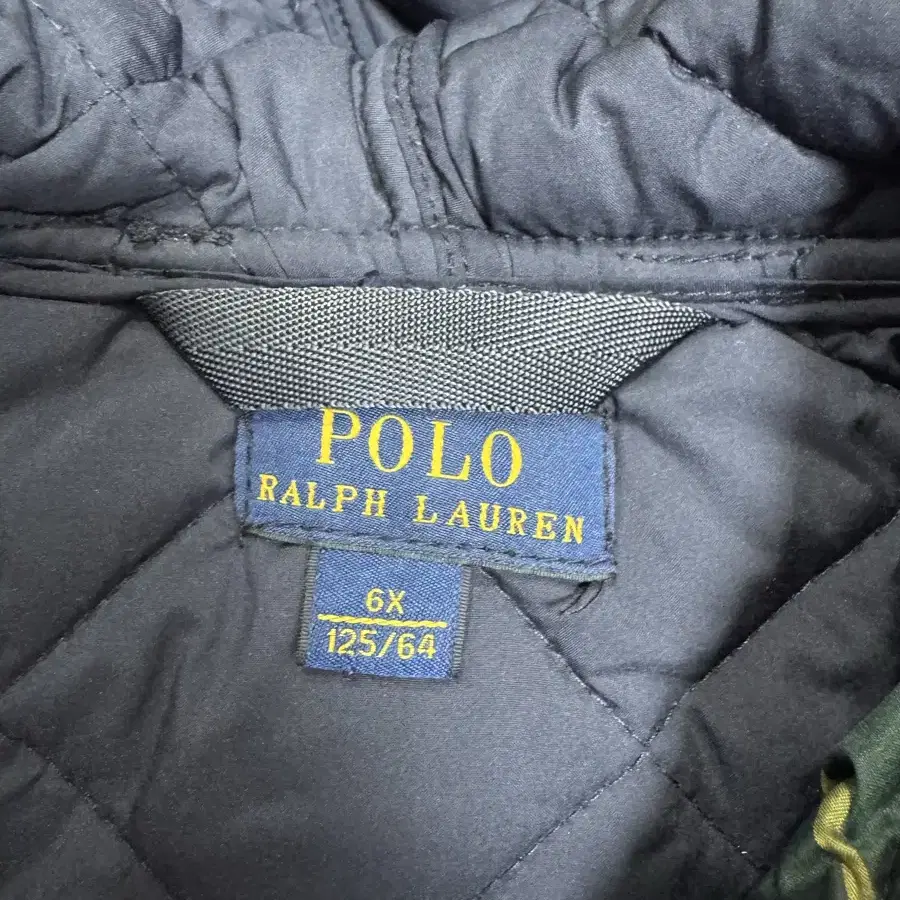 POLO
RALPH LAUREN
6X
125/64